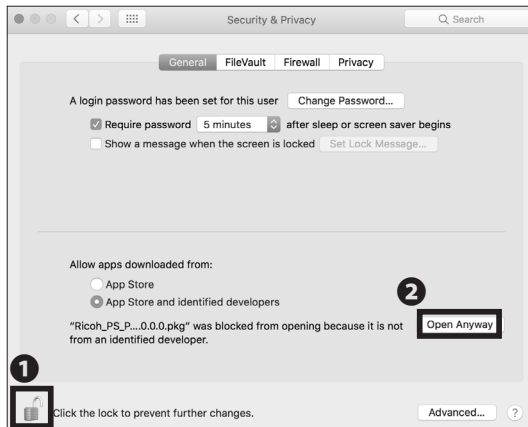 Security & Privacy
Search
General FileVault Firewall Privacy
A login password has been set for this user Change Password...
Require password 5 minutes after sleep or screen saver begins
Show a message when the screen is locked Set Lock Message...
Allow apps downloaded from:
App Store
App Store and identified developers
2
"Ricoh_PS_P....0.0.0.pkg" was blocked from opening because it is not Open Anyway
from an identified developer.
1
Click the lock to prevent further changes. Advanced... ?